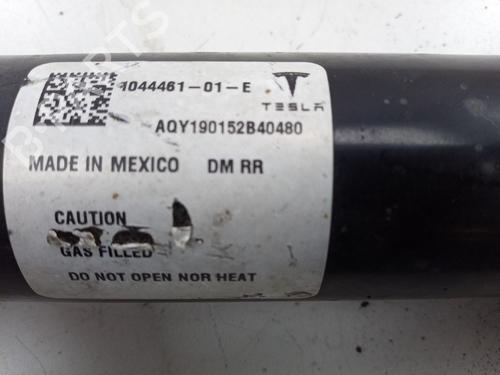 1044461-01-E
TESLA
AQY190152B40480
MADE IN MEXICO DM RR
CAUTION
GAS FILLED
DO NOT OPEN NOR HEAT